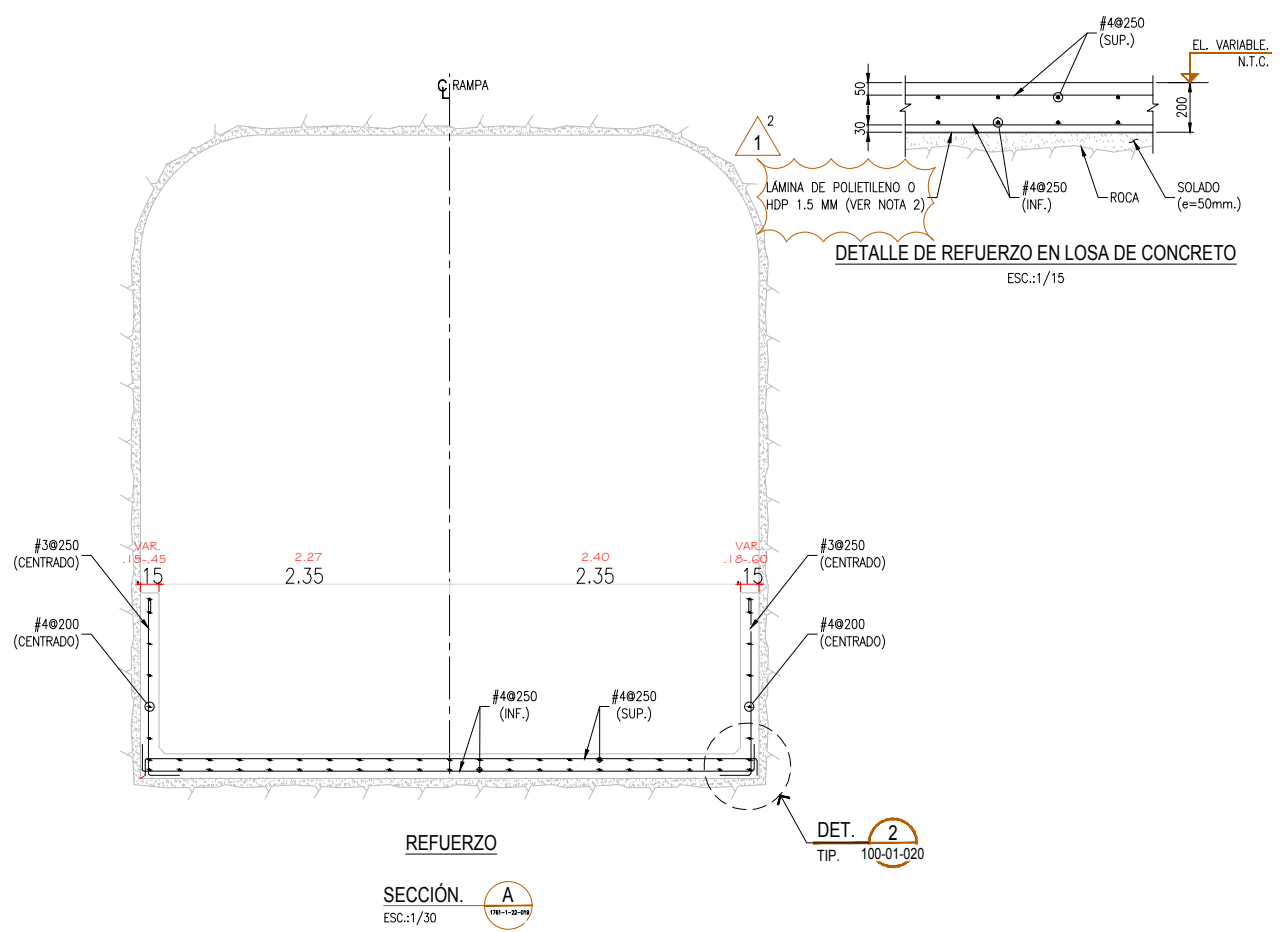 ℄ RAMPA
#4@250
(SUP.)
EL. VARIABLE.
N.T.C.
50
30
200
2
1
LÁMINA DE POLIETILENO O
HDP 1.5 MM (VER NOTA 2)
#4@250
(INF.)
ROCA
SOLADO
(e=50mm.)
DETALLE DE REFUERZO EN LOSA DE CONCRETO
ESC.:1/15
#3@250
(CENTRADO)
VAR.
.15-.45
2.27
2.40
VAR.
.18-.60
#3@250
(CENTRADO)
.15
2.35
2.35
.15
#4@200
(CENTRADO)
#4@200
(CENTRADO)
#4@250
(INF.)
#4@250
(SUP.)
REFUERZO
DET.
2
TIP.
100-01-020
SECCIÓN.
A
ESC.:1/30